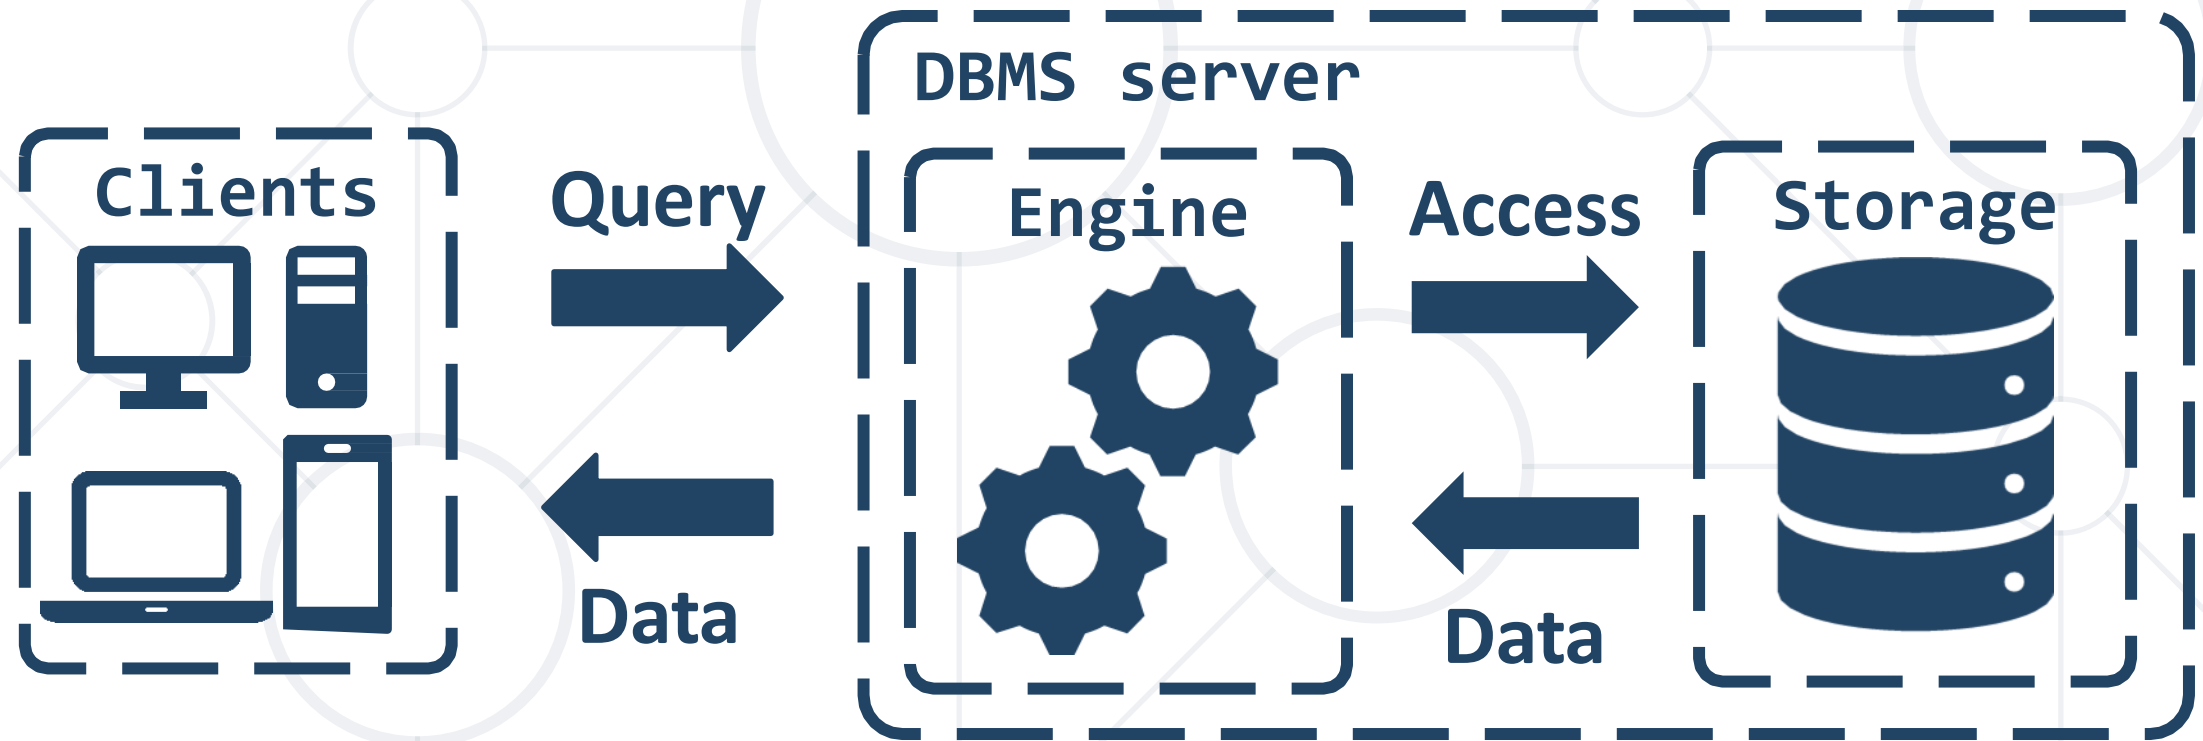 DBMS server
Clients
Query
Engine
Access
Storage
Data
Data